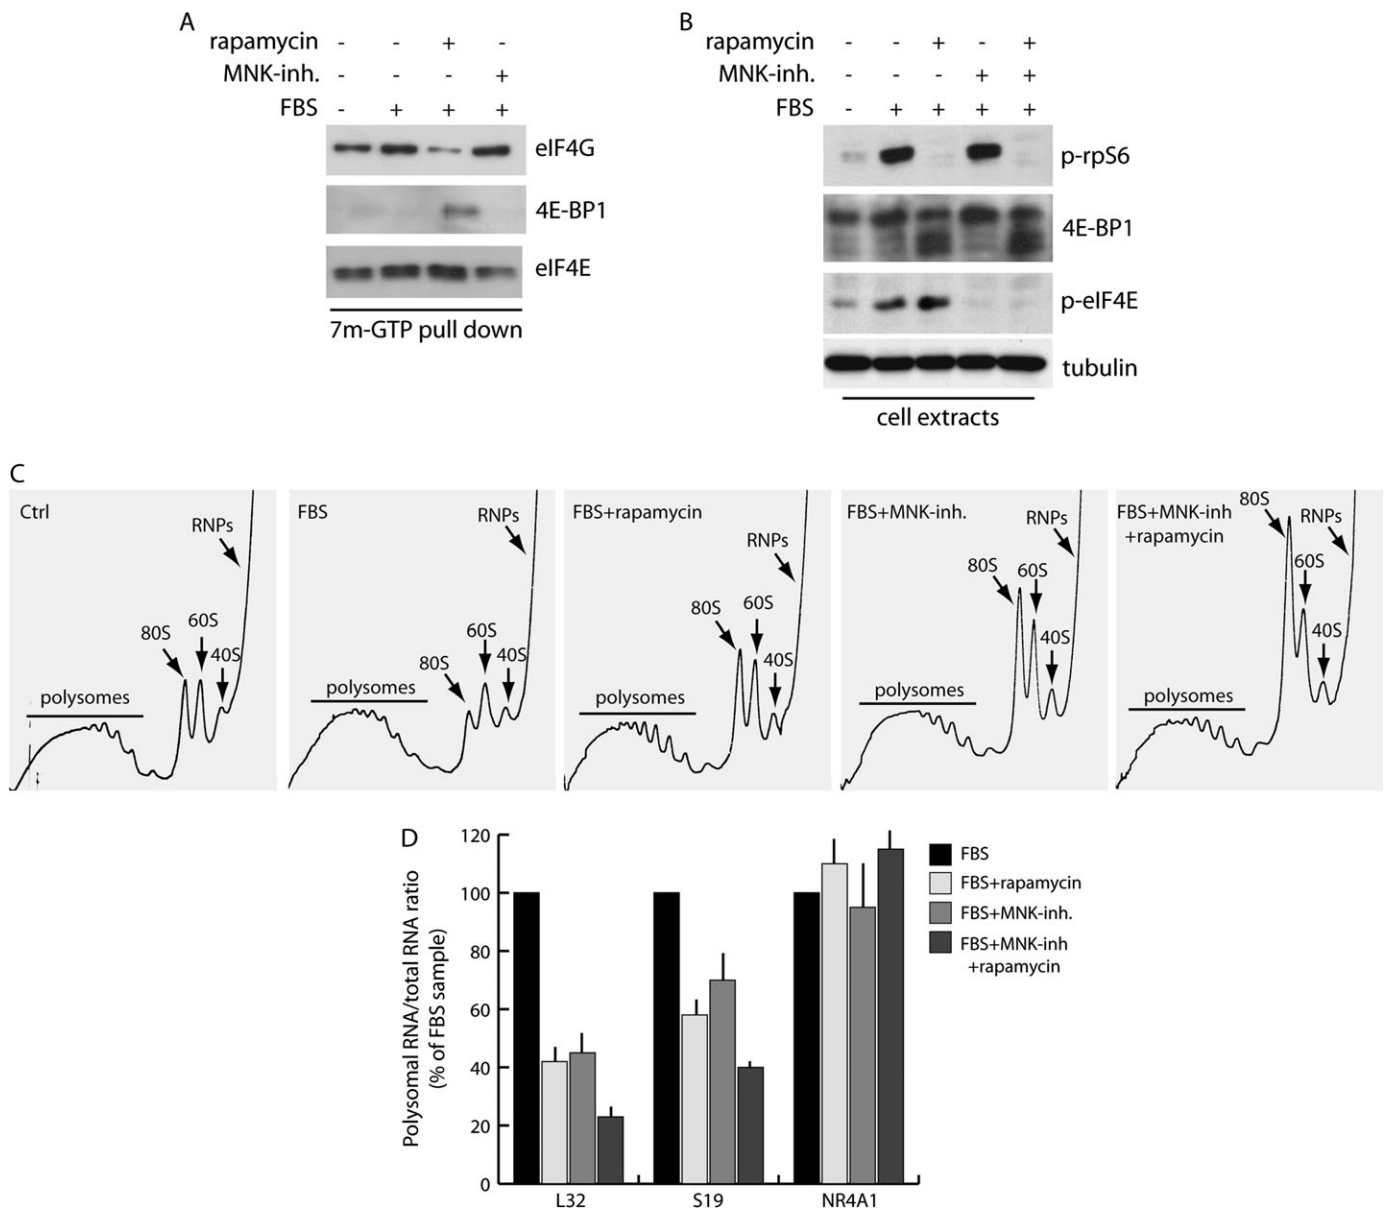 A
rapamycin - - + -
MNK-inh. - - - +
FBS - + + +
eIF4G
4E-BP1
eIF4E
7m-GTP pull down
B
rapamycin - - + - +
MNK-inh. - - - + +
FBS - + + + +
p-rpS6
4E-BP1
p-eIF4E
tubulin
cell extracts
C
Ctrl
RNPs
80S
60S
40S
polysomes
FBS
RNPs
80S
60S
40S
polysomes
FBS+rapamycin
RNPs
80S
60S
40S
polysomes
FBS+MNK-inh.
RNPs
80S
60S
40S
polysomes
FBS+MNK-inh
+rapamycin
RNPs
80S
60S
40S
polysomes
D
Polysomal RNA/total RNA ratio
(% of FBS sample)
120
100
80
60
40
20
0
L32 S19 NR4A1
FBS
FBS+rapamycin
FBS+MNK-inh.
FBS+MNK-inh
+rapamycin